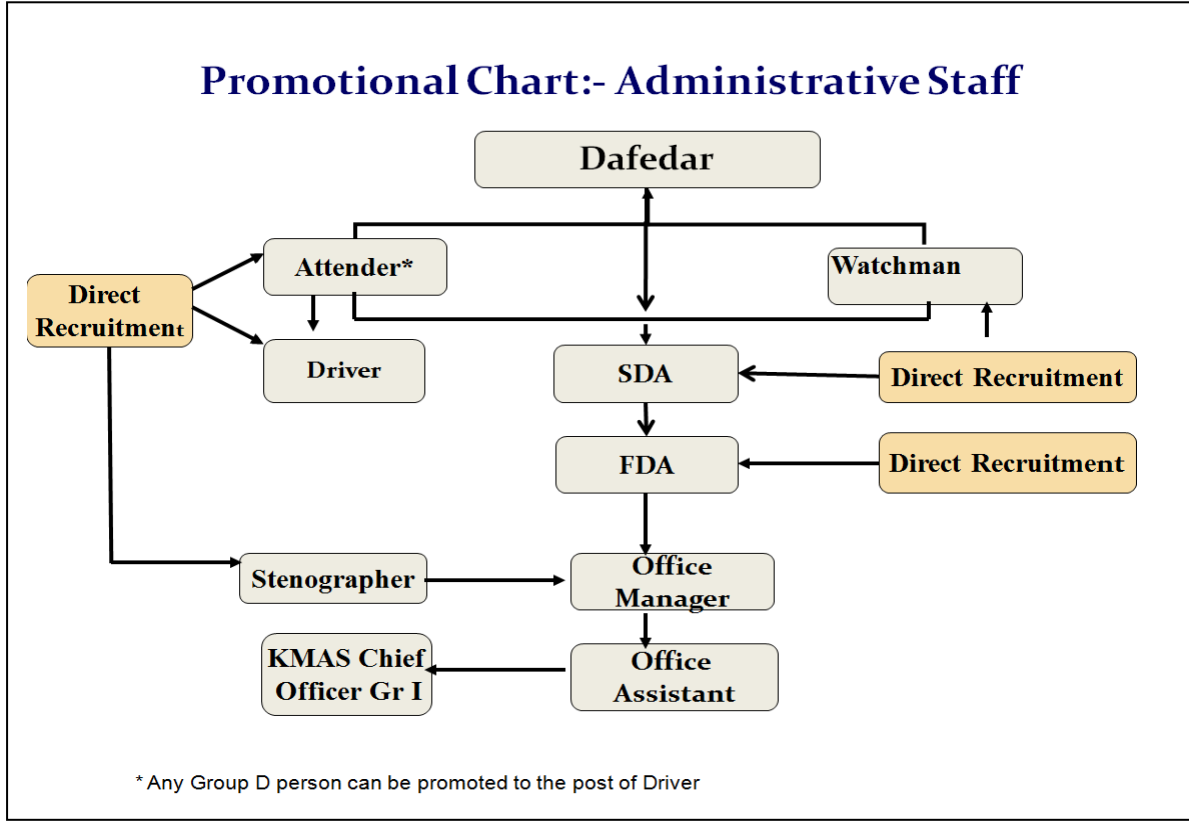 Promotional Chart:- Administrative Staff
Dafedar
Attender*
Watchman
Direct
Recruitment
Driver
SDA
Direct Recruitment
FDA
Direct Recruitment
Stenographer
Office
Manager
KMAS Chief
Officer Gr I
Office
Assistant
* Any Group D person can be promoted to the post of Driver